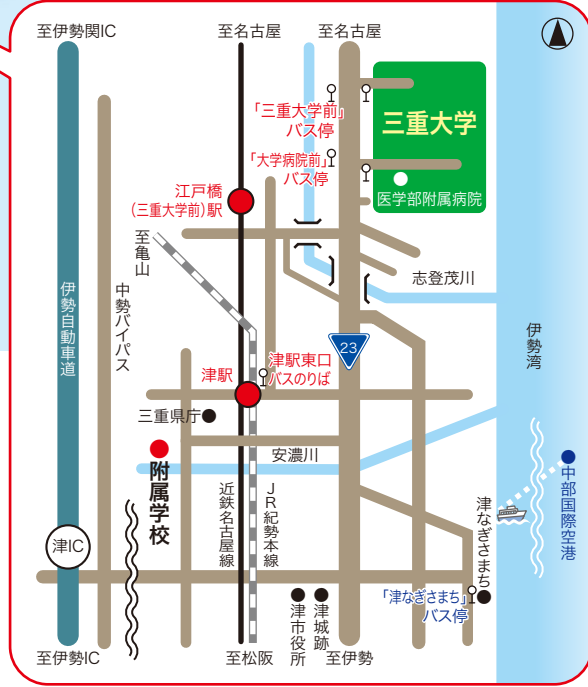 至伊勢関IC
至名古屋
至名古屋
「三重大学前」
バス停
三重大学
「大学病院前」
バス停
医学部附属病院
江戸橋
(三重大学前)駅
至亀山
志登茂川
伊勢自動車道
中勢バイパス
伊勢湾
23
津駅東口
バスのりば
津駅
三重県庁
安濃川
附属学校
近鉄名古屋線
JR紀勢本線
津なぎさまち
中部国際空港
津IC
「津なぎさまち」
バス停
津市役所
津城跡
至伊勢IC
至松阪
至伊勢